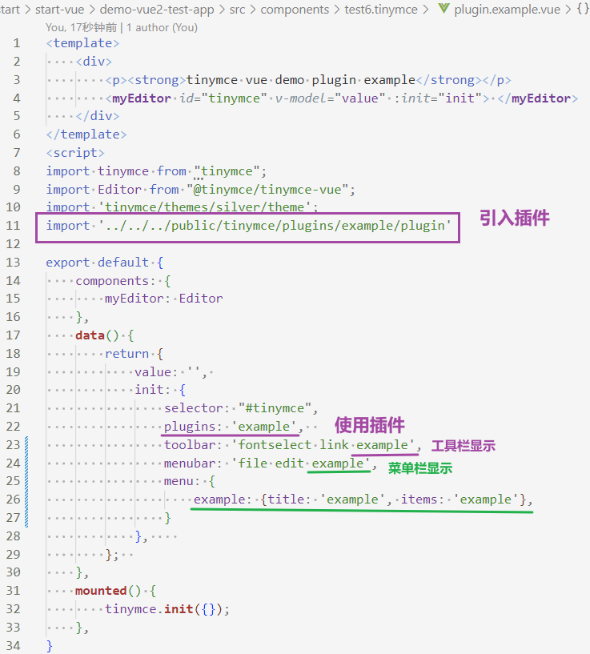 start > start-vue > demo-vue2-test-app > src > components > test6.tinymce > plugin.example.vue > {}
You, 17秒钟前 | 1 author (You)
1 <template>
2 ····<div>
3 ········<p><strong>tinymce·vue·demo·plugin·example</strong></p>
4 ········<myEditor·id="tinymce"·v-model="value"·:init="init">·</myEditor>
5 ····</div>
6 </template>
7 <script>
8 import·tinymce·from·"tinymce";
9 import·Editor·from·"@tinymce/tinymce-vue";
10 import·'tinymce/themes/silver/theme';
11 import·'../../../public/tinymce/plugins/example/plugin'
引入插件
12
13 export·default·{
14 ····components:·{
15 ········myEditor:·Editor
16 ····},
17 ····data()·{
18 ········return·{
19 ············value:·'',·
20 ············init:·{
21 ················selector:·"#tinymce",
22 ················plugins:·'example',··
使用插件
23 ················toolbar:·'fontselect·link·example',
工具栏显示
24 ················menubar:·'file·edit·example',
菜单栏显示
25 ················menu:·{
26 ····················example:·{title:·'example',·items:·'example'},
27 ················}
28 ············},····
29 ········};··
30 ····},
31 ····mounted()·{
32 ········tinymce.init({});
33 ····},
34 }